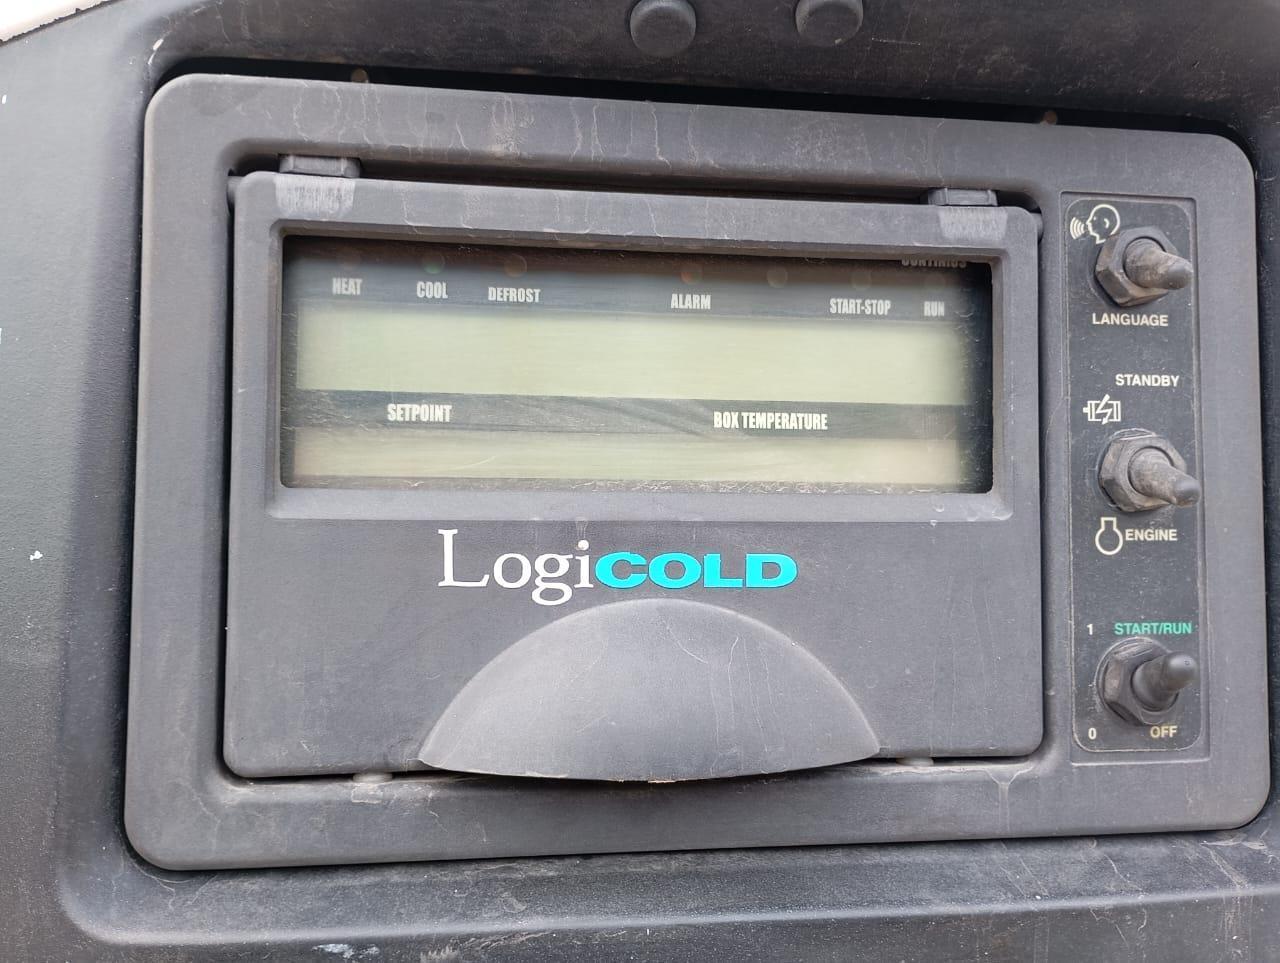 CONTINIUS
HEAT COOL DEFROST ALARM START-STOP RUN
SETPOINT BOX TEMPERATURE
LogiCOLD
LANGUAGE
STANDBY
ENGINE
1 START/RUN
0 OFF